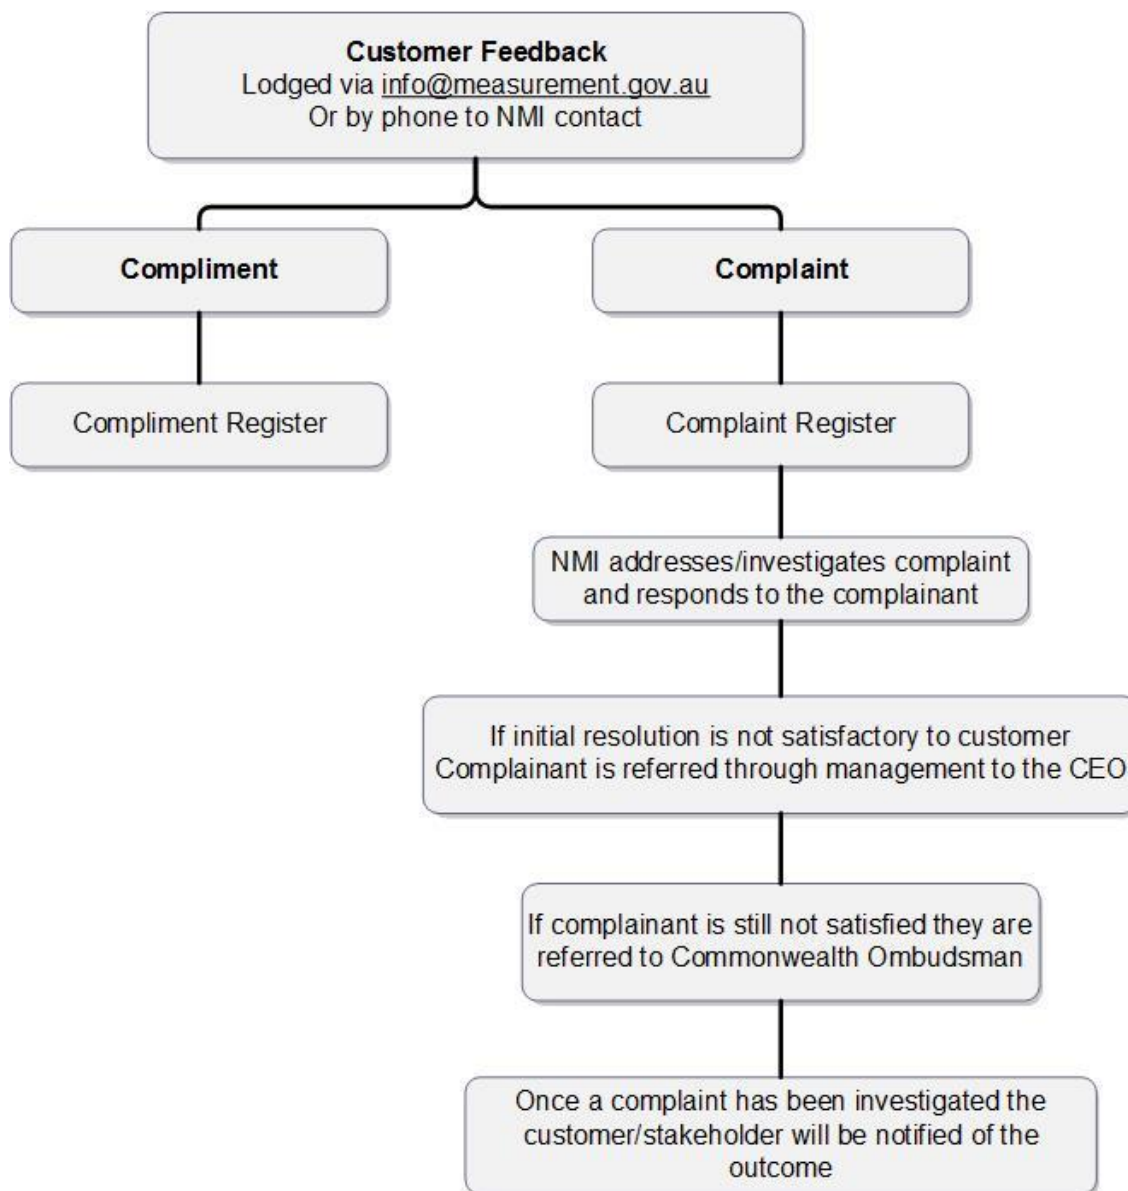 Customer Feedback
Lodged via info@measurement.gov.au
Or by phone to NMI contact
Compliment
Complaint
Compliment Register
Complaint Register
NMI addresses/investigates complaint
and responds to the complainant
If initial resolution is not satisfactory to customer
Complainant is referred through management to the CEO
If complainant is still not satisfied they are
referred to Commonwealth Ombudsman
Once a complaint has been investigated the
customer/stakeholder will be notified of the
outcome